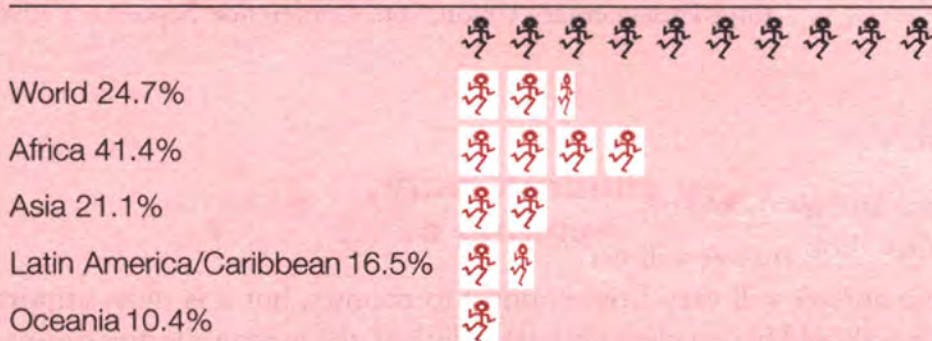 World 24.7%
Africa 41.4%
Asia 21.1%
Latin America/Caribbean 16.5%
Oceania 10.4%